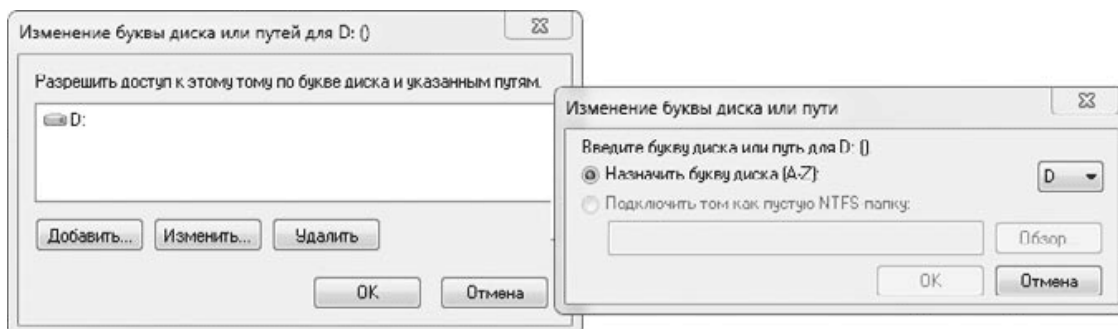 Изменение буквы диска или путей для D: ()
Разрешить доступ к этому тому по букве диска и указанным путям.
D:
Добавить...
Изменить...
Удалить
ОК
Отмена
Изменение буквы диска или пути
Введите букву диска или путь для D: ()
Назначить букву диска (A-Z):
D
Подключить том как пустую NTFS папку:
Обзор...
ОК
Отмена